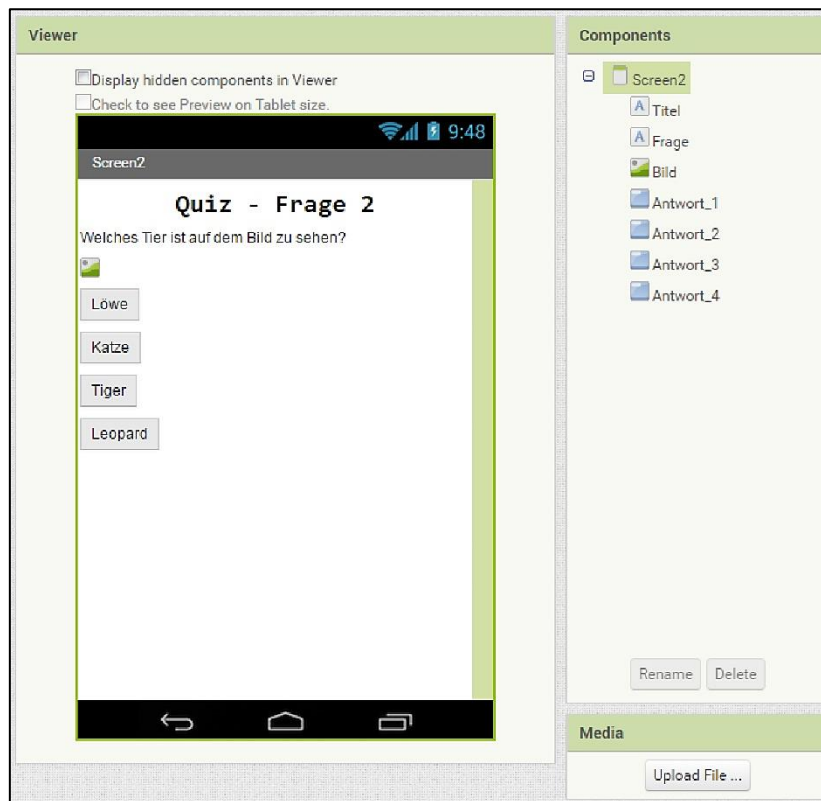 Viewer
Display hidden components in Viewer
Check to see Preview on Tablet size.
9:48
Screen2
Quiz - Frage 2
Welches Tier ist auf dem Bild zu sehen?
Löwe
Katze
Tiger
Leopard
Components
Screen2
A Titel
A Frage
Bild
Antwort_1
Antwort_2
Antwort_3
Antwort_4
Rename Delete
Media
Upload File ...